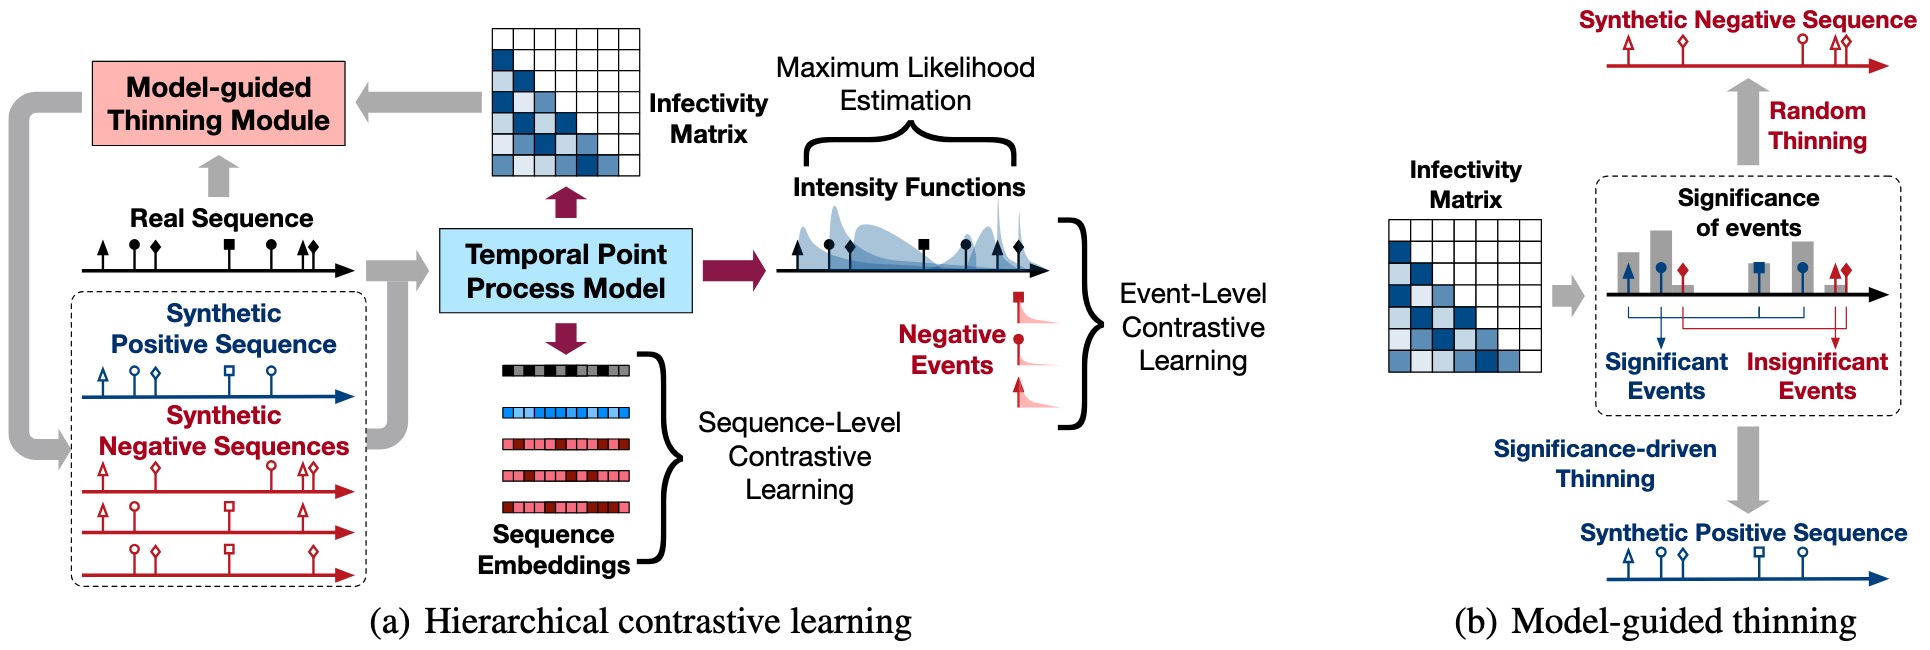 Model-guided
Thinning Module
Infectivity
Matrix
Maximum Likelihood
Estimation
Real Sequence
Intensity Functions
Temporal Point
Process Model
Synthetic
Positive Sequence
Synthetic
Negative Sequences
Negative
Events
Event-Level
Contrastive
Learning
Sequence-Level
Contrastive
Learning
Sequence
Embeddings
(a) Hierarchical contrastive learning
Synthetic Negative Sequence
Random
Thinning
Infectivity
Matrix
Significance
of events
Significant
Events
Insignificant
Events
Significance-driven
Thinning
Synthetic Positive Sequence
(b) Model-guided thinning